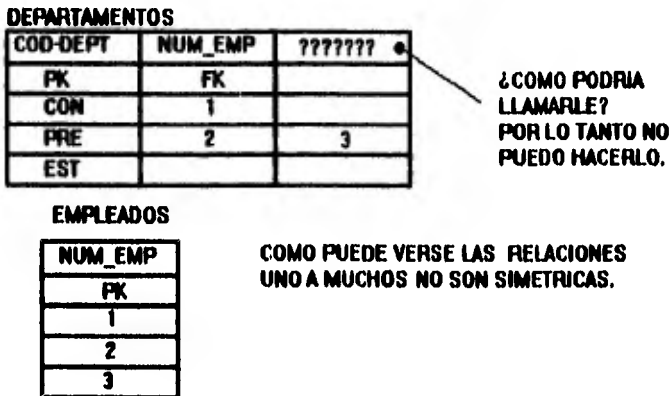 DEPARTAMENTOS
COD-DEPT NUM_EMP ???????
PK FK
CON 1
PRE 2 3
EST
¿COMO PODRIA
LLAMARLE?
POR LO TANTO NO
PUEDO HACERLO.
EMPLEADOS
NUM_EMP
PK
1
2
3
COMO PUEDE VERSE LAS RELACIONES
UNO A MUCHOS NO SON SIMETRICAS.